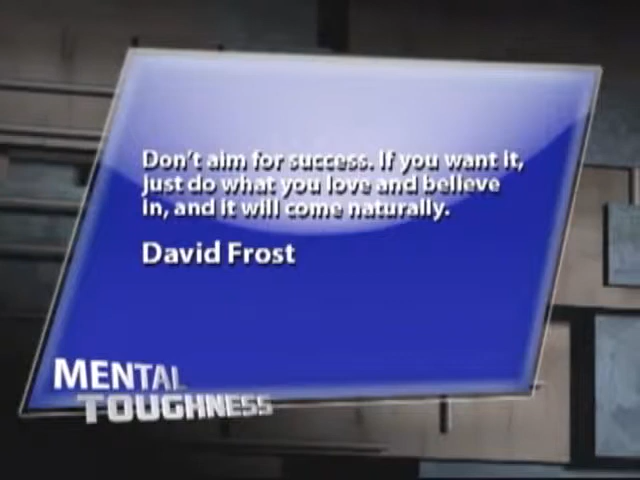 Don't aim for success. If you want it,
just do what you love and believe
in, and it will come naturally.
David Frost
MENTAL
TOUGHNESS